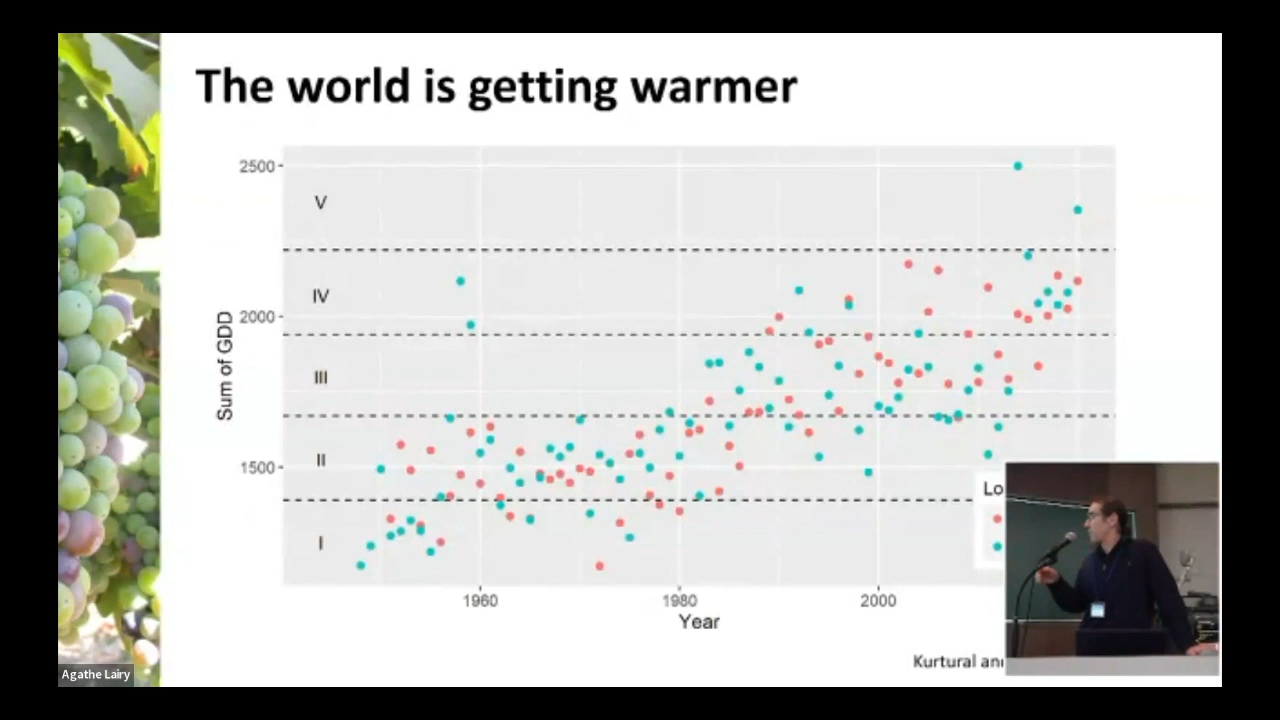 The world is getting warmer
2500
V
IV
2000
III
II
1500
I
Sum of GDD
1960
1980
2000
Year
Lo
Kurtural
Agathe Lairy